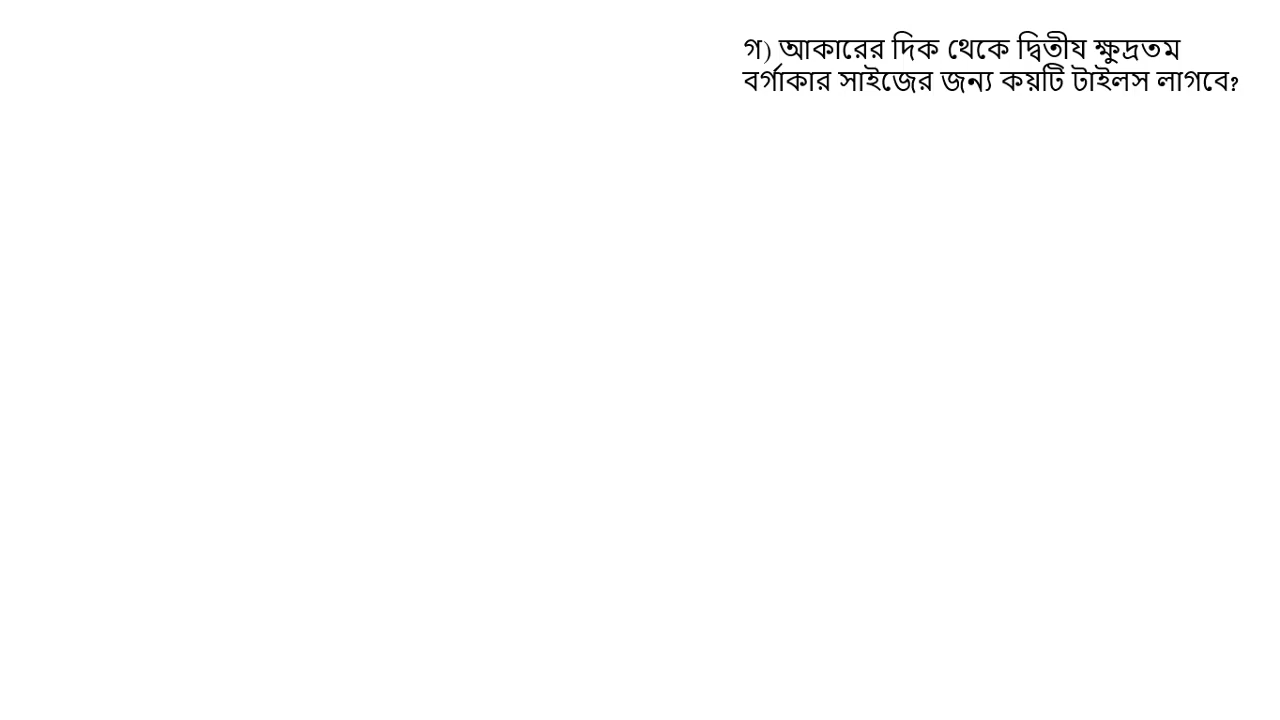 গ) আকারের দিক থেকে দ্বিতীয ক্ষুদ্রতম
বর্গাকার সাইজের জন্য কয়টি টাইলস লাগবে?